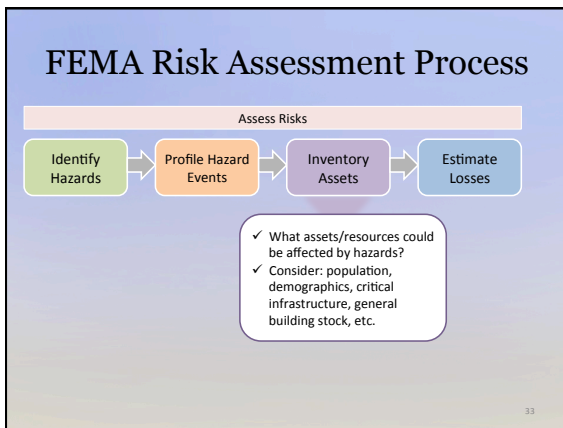 FEMA Risk Assessment Process
Assess Risks
Identify
Hazards
Profile Hazard
Events
Inventory
Assets
Estimate
Losses
✓ What assets/resources could
be affected by hazards?
✓ Consider: population,
demographics, critical
infrastructure, general
building stock, etc.
33